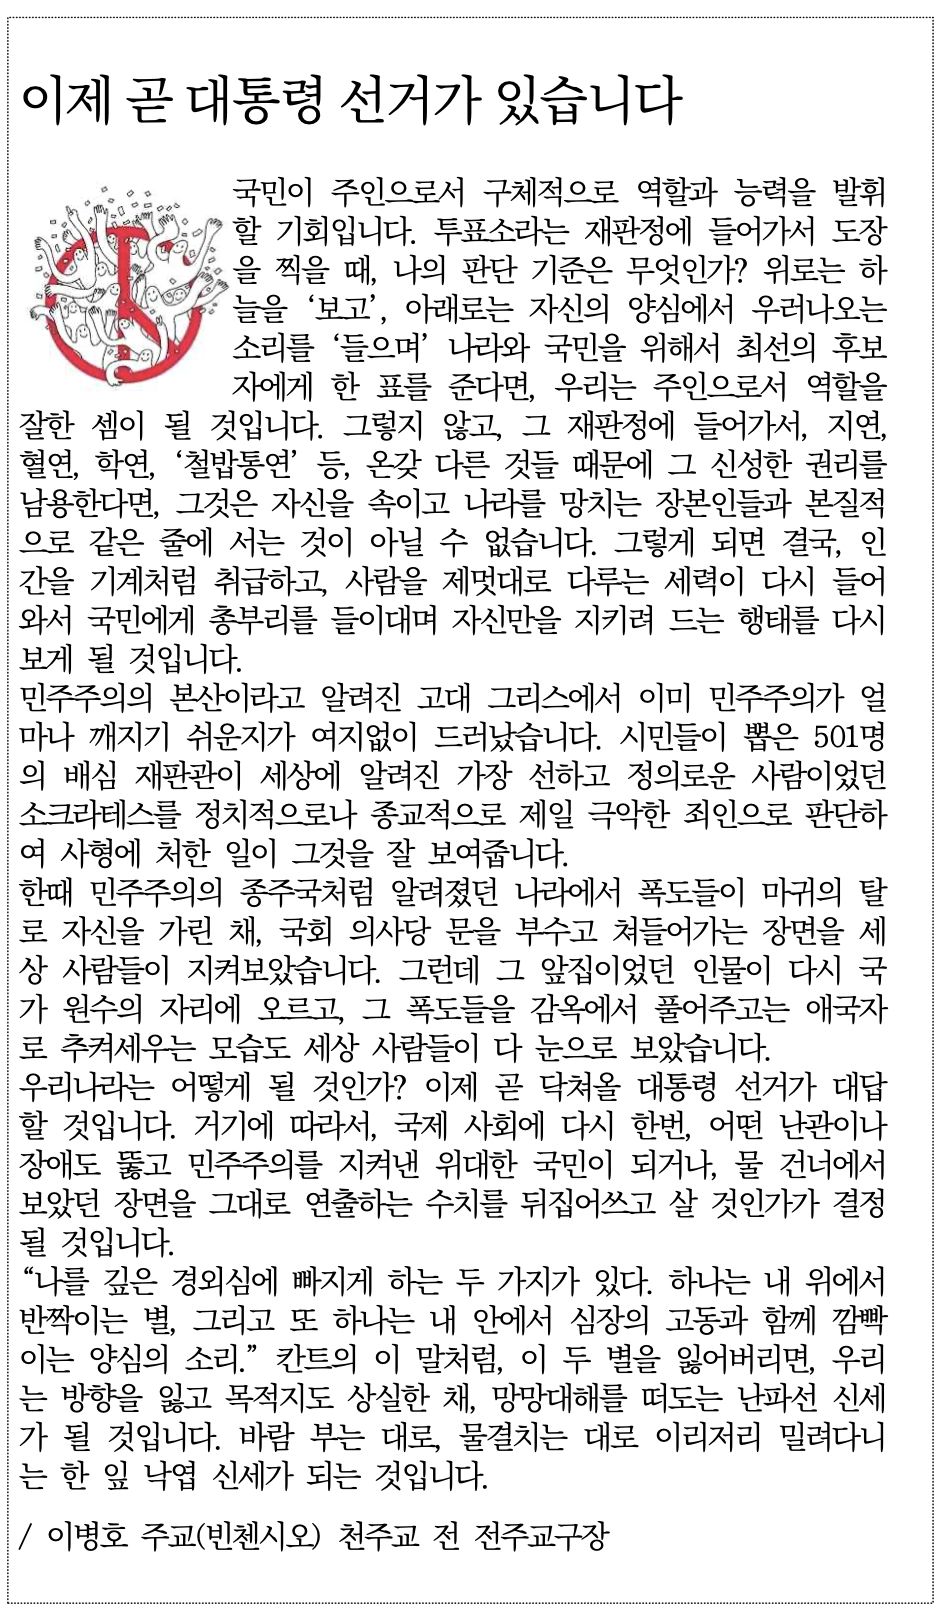 이제 곧 대통령 선거가 있습니다
국민이 주인으로서 구체적으로 역할과 능력을 발휘
할 기회입니다. 투표소라는 재판정에 들어가서 도장
을 찍을 때, 나의 판단 기준은 무엇인가? 위로는 하
늘을 ‘보고’, 아래로는 자신의 양심에서 우러나오는
소리를 ‘들으며’ 나라와 국민을 위해서 최선의 후보
자에게 한 표를 준다면, 우리는 주인으로서 역할을
잘한 셈이 될 것입니다. 그렇지 않고, 그 재판정에 들어가서, 지연,
혈연, 학연, ‘철밥통연’ 등, 온갖 다른 것들 때문에 그 신성한 권리를
남용한다면, 그것은 자신을 속이고 나라를 망치는 장본인들과 본질적
으로 같은 줄에 서는 것이 아닐 수 없습니다. 그렇게 되면 결국, 인
간을 기계처럼 취급하고, 사람을 제멋대로 다루는 세력이 다시 들어
와서 국민에게 총부리를 들이대며 자신만을 지키려 드는 행태를 다시
보게 될 것입니다.
민주주의의 본산이라고 알려진 고대 그리스에서 이미 민주주의가 얼
마나 깨지기 쉬운지가 여지없이 드러났습니다. 시민들이 뽑은 501명
의 배심 재판관이 세상에 알려진 가장 선하고 정의로운 사람이었던
소크라테스를 정치적으로나 종교적으로 제일 극악한 죄인으로 판단하
여 사형에 처한 일이 그것을 잘 보여줍니다.
한때 민주주의의 종주국처럼 알려졌던 나라에서 폭도들이 마귀의 탈
로 자신을 가린 채, 국회 의사당 문을 부수고 쳐들어가는 장면을 세
상 사람들이 지켜보았습니다. 그런데 그 앞집이었던 인물이 다시 국
가 원수의 자리에 오르고, 그 폭도들을 감옥에서 풀어주고는 애국자
로 추켜세우는 모습도 세상 사람들이 다 눈으로 보았습니다.
우리나라는 어떻게 될 것인가? 이제 곧 닥쳐올 대통령 선거가 대답
할 것입니다. 거기에 따라서, 국제 사회에 다시 한번, 어떤 난관이나
장애도 뚫고 민주주의를 지켜낸 위대한 국민이 되거나, 물 건너에서
보았던 장면을 그대로 연출하는 수치를 뒤집어쓰고 살 것인가가 결정
될 것입니다.
“나를 깊은 경외심에 빠지게 하는 두 가지가 있다. 하나는 내 위에서
반짝이는 별, 그리고 또 하나는 내 안에서 심장의 고동과 함께 깜빡
이는 양심의 소리.” 칸트의 이 말처럼, 이 두 별을 잃어버리면, 우리
는 방향을 잃고 목적지도 상실한 채, 망망대해를 떠도는 난파선 신세
가 될 것입니다. 바람 부는 대로, 물결치는 대로 이리저리 밀려다니
는 한 잎 낙엽 신세가 되는 것입니다.
/ 이병호 주교(빈첸시오) 천주교 전 전주교구장